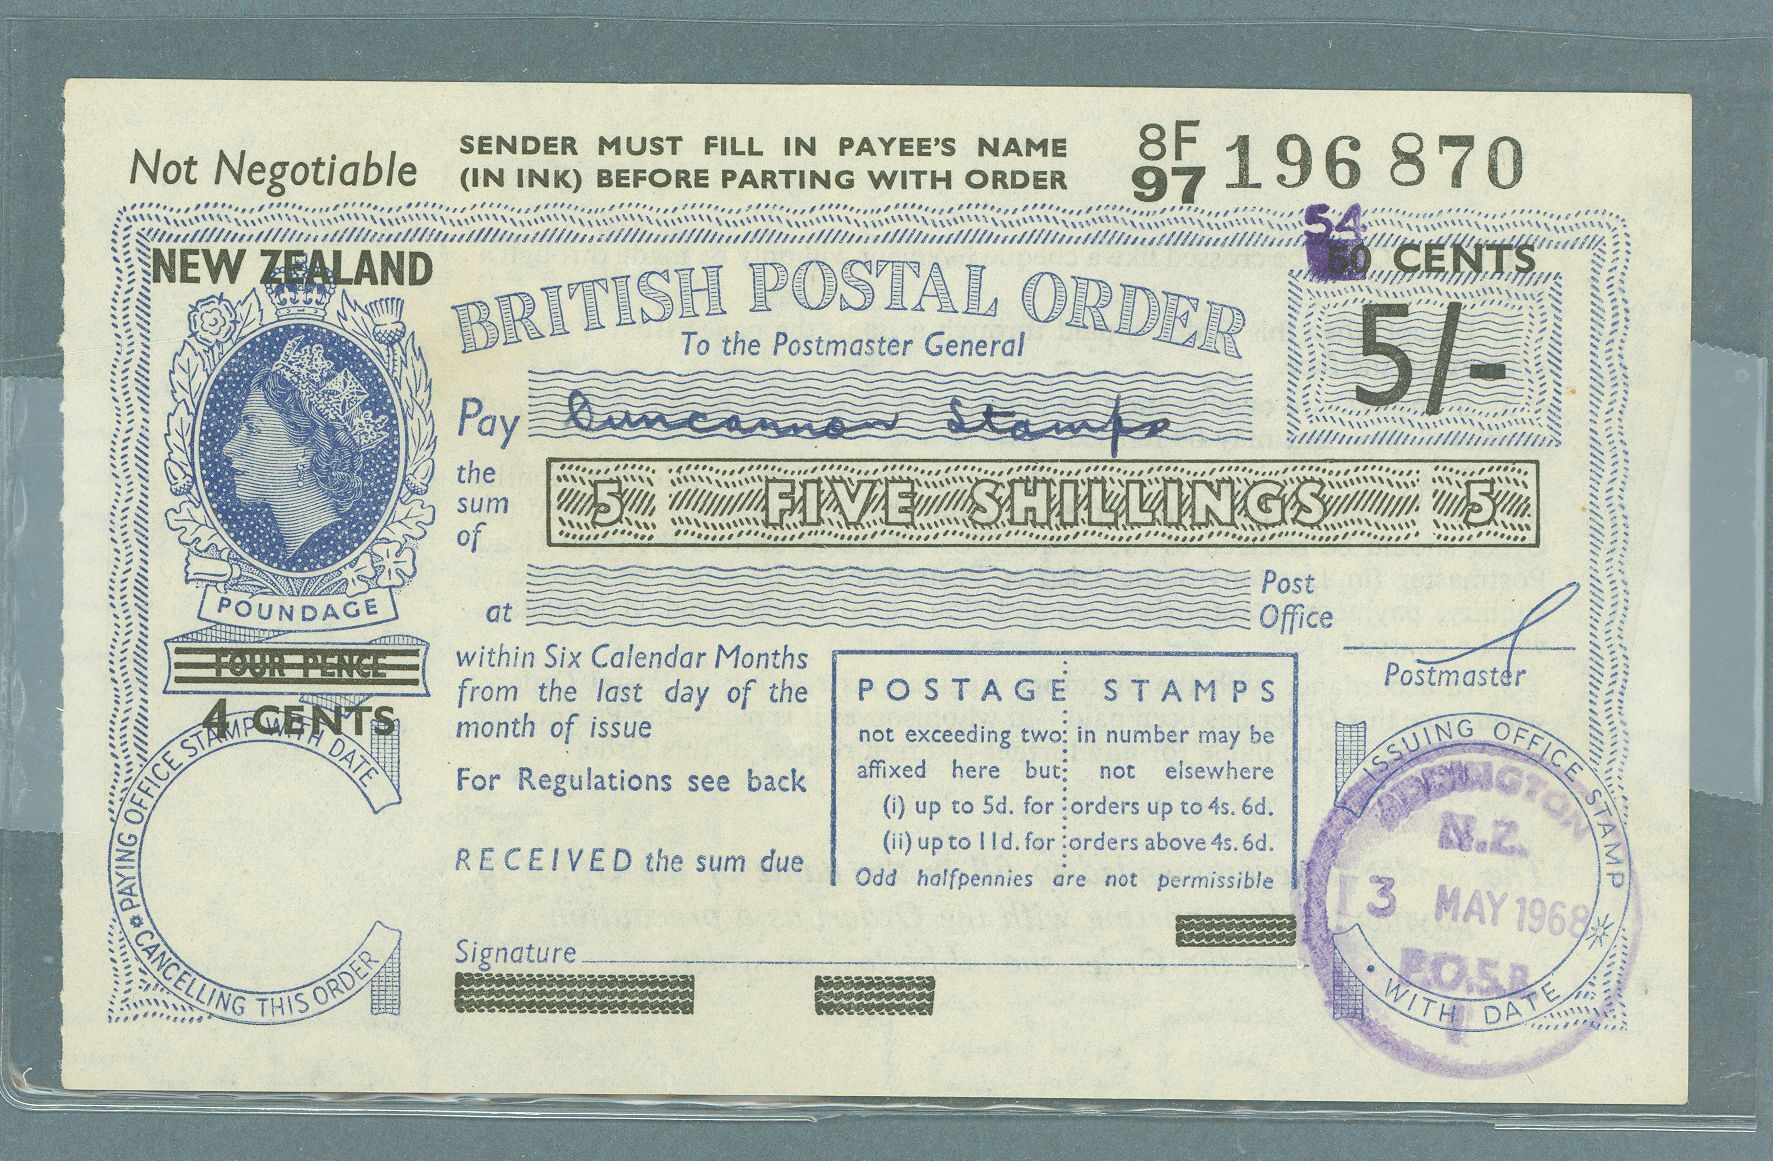 Not Negotiable
SENDER MUST FILL IN PAYEE'S NAME
(IN INK) BEFORE PARTING WITH ORDER
8F
97
196 870
NEW ZEALAND
54
50 CENTS
5/-
BRITISH POSTAL ORDER
To the Postmaster General
Pay Duncannon Stamps
the
sum
of
5 FIVE SHILLINGS 5
at
Post
Office
POUNDAGE
FOUR PENCE
4 CENTS
Postmaster
within Six Calendar Months
from the last day of the
month of issue
For Regulations see back
RECEIVED the sum due
Signature
POSTAGE STAMPS
not exceeding two in number may be
affixed here but not elsewhere
(i) up to 5d. for orders up to 4s. 6d.
(ii) up to 11d. for orders above 4s. 6d.
Odd halfpennies are not permissible
PAYING OFFICE STAMP WITH DATE
CANCELLING THIS ORDER
ISSUING OFFICE STAMP
WITH DATE
N.Z.
3 MAY 1968
P.O.S.B.
1